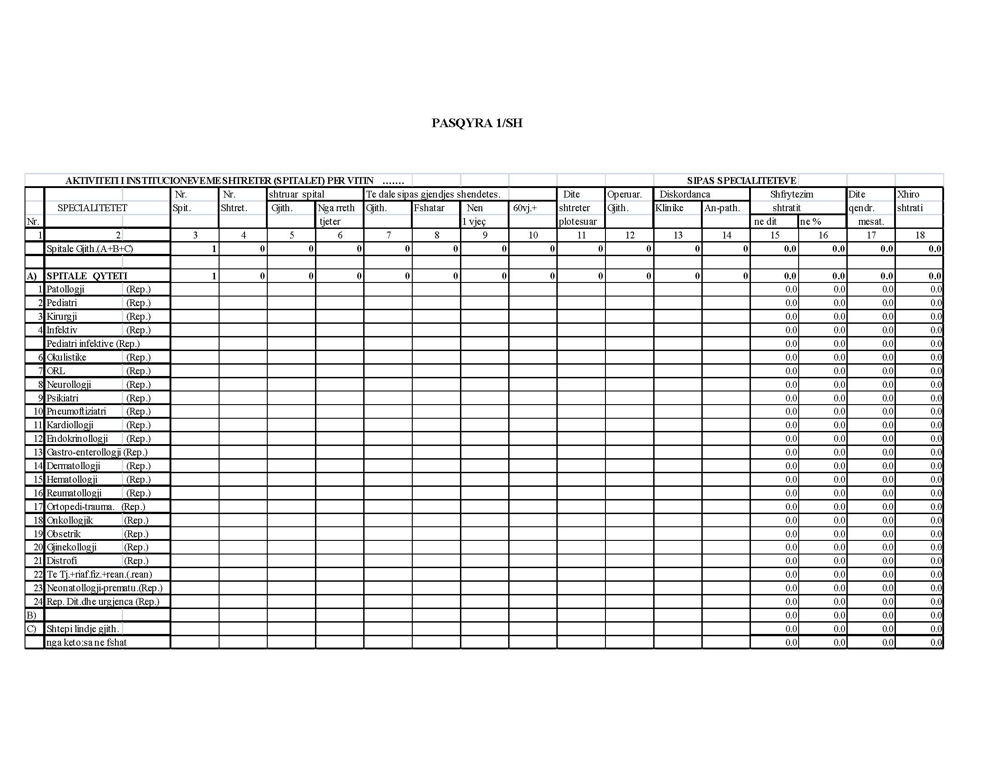 PASQYRA 1/SH
AKTIVITETI I INSTITUCIONEVE ME SHTRETER (SPITALET) PER VITIN ....... SIPAS SPECIALITETEVE
Nr. Nr. shtruar spital Te dale sipas gjendjes shendetes. Dite Operuar. Diskordanca Shfrytezim Dite Xhiro
SPECIALITETET Spit. Shtret. Gjith. Nga rreth Gjith. Fshatar Nen 60vj.+ shtreter Gjith. Klinike An-path. shtratit qendr. shtrati
Nr. tjeter 1 vjeç plotesuar ne dit ne % mesat.
1 2 3 4 5 6 7 8 9 10 11 12 13 14 15 16 17 18
Spitale Gjith.(A+B+C) 1 0 0 0 0 0 0 0 0 0 0 0 0.0 0.0 0.0 0.0
A) SPITALE QYTETI 1 0 0 0 0 0 0 0 0 0 0 0 0.0 0.0 0.0 0.0
1 Patollogji (Rep.) 0.0 0.0 0.0 0.0
2 Pediatri (Rep.) 0.0 0.0 0.0 0.0
3 Kirurgji (Rep.) 0.0 0.0 0.0 0.0
4 Infektiv (Rep.) 0.0 0.0 0.0 0.0
Pediatri infektive (Rep.) 0.0 0.0 0.0 0.0
6 Okulistike (Rep.) 0.0 0.0 0.0 0.0
7 ORL (Rep.) 0.0 0.0 0.0 0.0
8 Neurollogji (Rep.) 0.0 0.0 0.0 0.0
9 Psikiatri (Rep.) 0.0 0.0 0.0 0.0
10 Pneumoftiziatri (Rep.) 0.0 0.0 0.0 0.0
11 Kardiollogji (Rep.) 0.0 0.0 0.0 0.0
12 Endokrinollogji (Rep.) 0.0 0.0 0.0 0.0
13 Gastro-enterollogji (Rep.) 0.0 0.0 0.0 0.0
14 Dermatollogji (Rep.) 0.0 0.0 0.0 0.0
15 Hematollogji (Rep.) 0.0 0.0 0.0 0.0
16 Reumatollogji (Rep.) 0.0 0.0 0.0 0.0
17 Ortopedi-trauma. (Rep.) 0.0 0.0 0.0 0.0
18 Onkollogjik (Rep.) 0.0 0.0 0.0 0.0
19 Obsetrik (Rep.) 0.0 0.0 0.0 0.0
20 Gjinekollogji (Rep.) 0.0 0.0 0.0 0.0
21 Distrofi (Rep.) 0.0 0.0 0.0 0.0
22 Te Tj.+riaf.fiz.+rean.(.rean) 0.0 0.0 0.0 0.0
23 Neonatollogji-prematu.(Rep.) 0.0 0.0 0.0 0.0
24 Rep. Dit.dhe urgjenca (Rep.) 0.0 0.0 0.0 0.0
B) 0.0 0.0 0.0 0.0
C) Shtepi lindje gjith. 0.0 0.0 0.0 0.0
nga keto:sa ne fshat 0.0 0.0 0.0 0.0